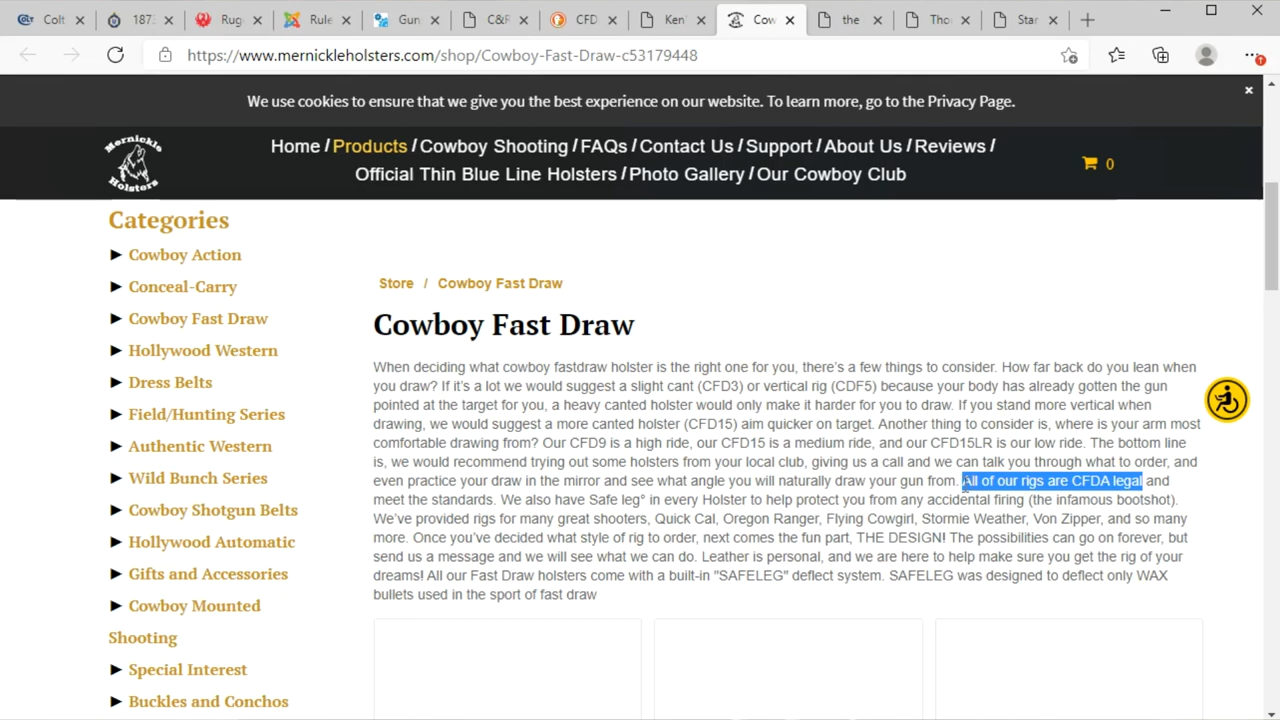 Colt
1873
Rug
Rule
Gun
C&R
CFD
Ken
Cow
the
Tho
Star
https://www.mernickleholsters.com/shop/Cowboy-Fast-Draw-c53179448
We use cookies to ensure that we give you the best experience on our website. To learn more, go to the Privacy Page.
Mernickle
Holsters
Home / Products / Cowboy Shooting / FAQs / Contact Us / Support / About Us / Reviews /
Official Thin Blue Line Holsters / Photo Gallery / Our Cowboy Club
0
Categories
Cowboy Action
Conceal-Carry
Cowboy Fast Draw
Hollywood Western
Dress Belts
Field/Hunting Series
Authentic Western
Wild Bunch Series
Cowboy Shotgun Belts
Hollywood Automatic
Gifts and Accessories
Cowboy Mounted
Shooting
Special Interest
Buckles and Conchos
Store / Cowboy Fast Draw
Cowboy Fast Draw
When deciding what cowboy fastdraw holster is the right one for you, there's a few things to consider. How far back do you lean when
you draw? If it's a lot we would suggest a slight cant (CFD3) or vertical rig (CDF5) because your body has already gotten the gun
pointed at the target for you, a heavy canted holster would only make it harder for you to draw. If you stand more vertical when
drawing, we would suggest a more canted holster (CFD15) aim quicker on target. Another thing to consider is, where is your arm most
comfortable drawing from? Our CFD9 is a high ride, our CFD15 is a medium ride, and our CFD15LR is our low ride. The bottom line
is, we would recommend trying out some holsters from your local club, giving us a call and we can talk you through what to order, and
even practice your draw in the mirror and see what angle you will naturally draw your gun from. All of our rigs are CFDA legal and
meet the standards. We also have Safe leg° in every Holster to help protect you from any accidental firing (the infamous bootshot).
We've provided rigs for many great shooters, Quick Cal, Oregon Ranger, Flying Cowgirl, Stormie Weather, Von Zipper, and so many
more. Once you've decided what style of rig to order, next comes the fun part, THE DESIGN! The possibilities can go on forever, but
send us a message and we will see what we can do. Leather is personal, and we are here to help make sure you get the rig of your
dreams! All our Fast Draw holsters come with a built-in "SAFELEG" deflect system. SAFELEG was designed to deflect only WAX
bullets used in the sport of fast draw